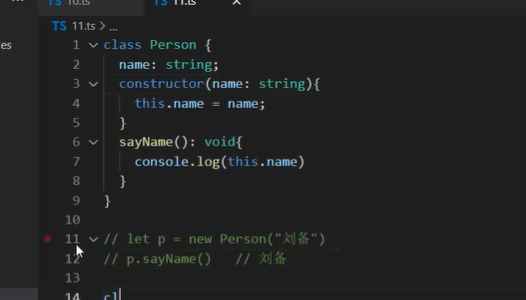 TS 10.ts TS 11.ts ×
es TS 11.ts > ...
1 class Person {
2 name: string;
3 constructor(name: string){
4 this.name = name;
5 }
6 sayName(): void{
7 console.log(this.name)
8 }
9 }
10
11 // let p = new Person("刘备")
12 // p.sayName() // 刘备
13
14 cl